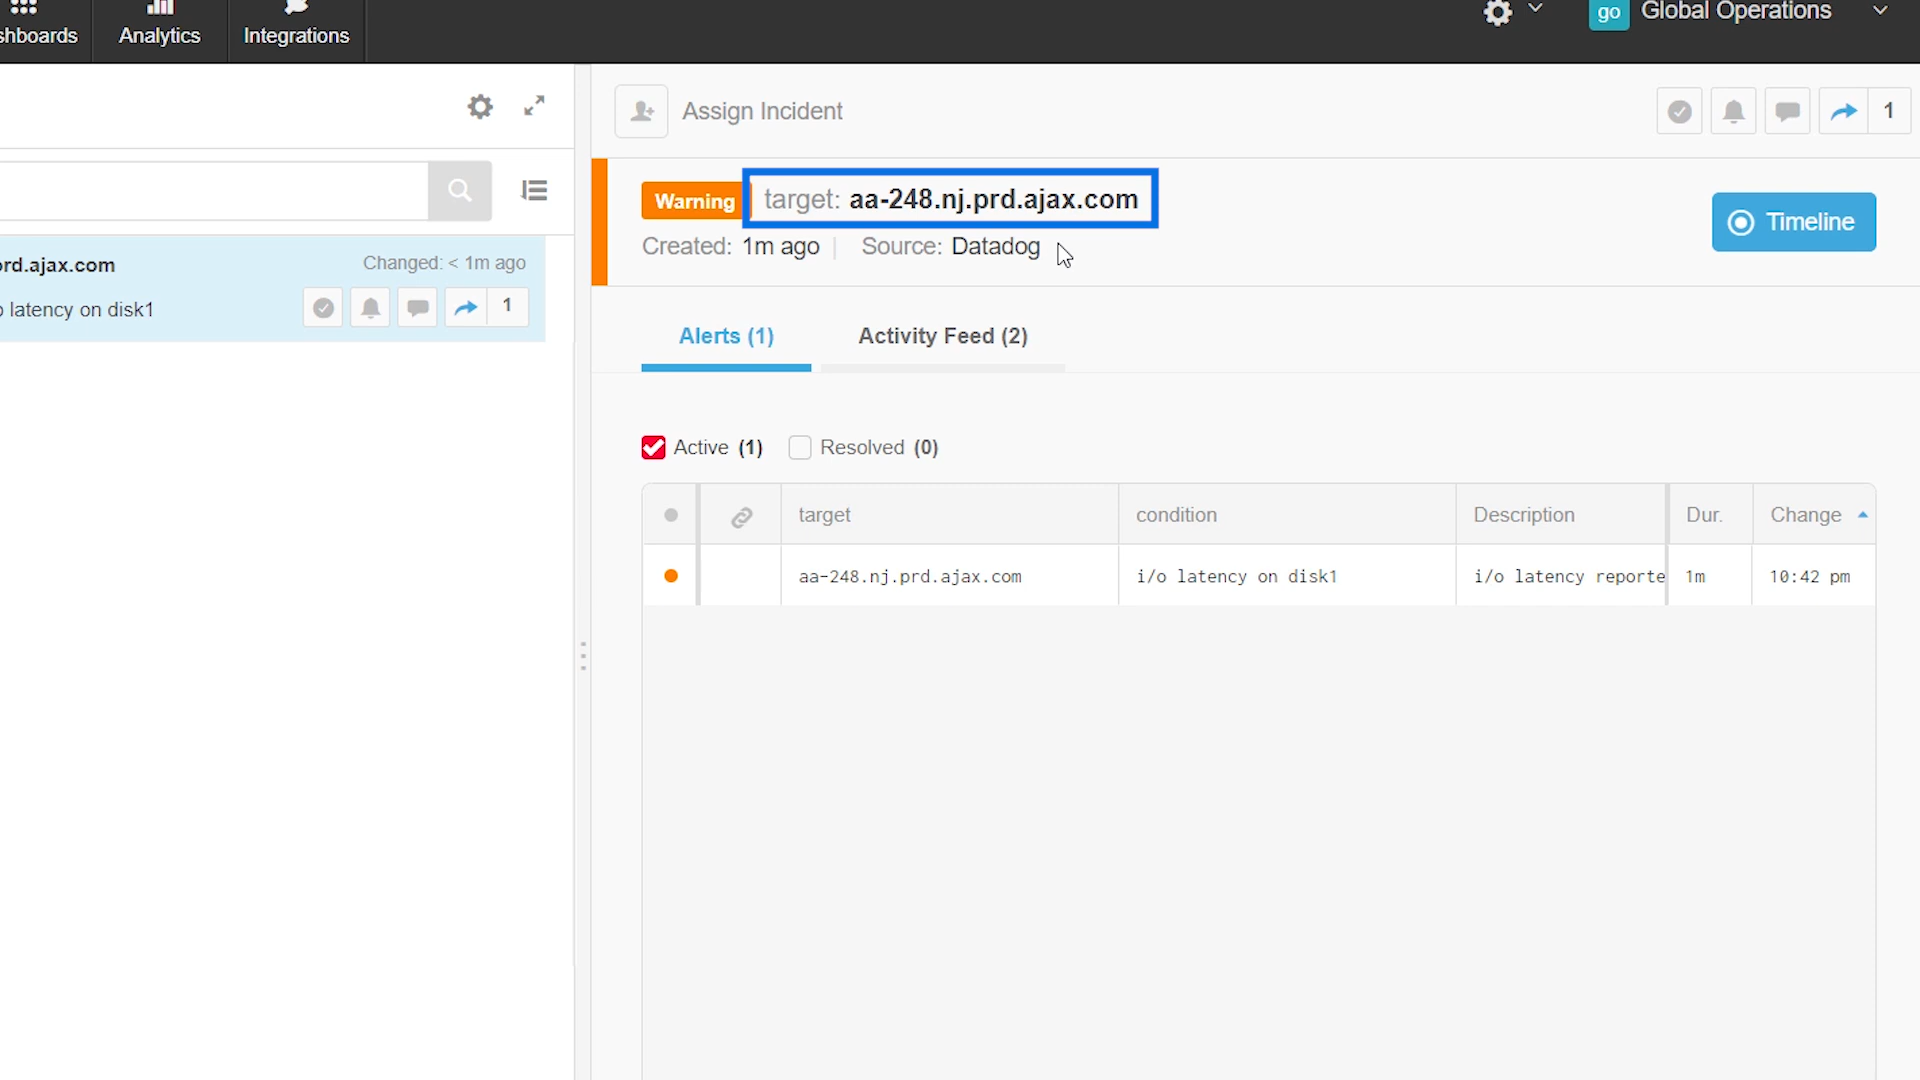 shboards
Analytics
Integrations
go Global Operations
Assign Incident
1
Warning target: aa-248.nj.prd.ajax.com
Created: 1m ago Source: Datadog
Timeline
rd.ajax.com Changed: < 1m ago
latency on disk1 1
Alerts (1) Activity Feed (2)
Active (1) Resolved (0)
target condition Description Dur. Change
aa-248.nj.prd.ajax.com i/o latency on disk1 i/o latency reporte 1m 10:42 pm